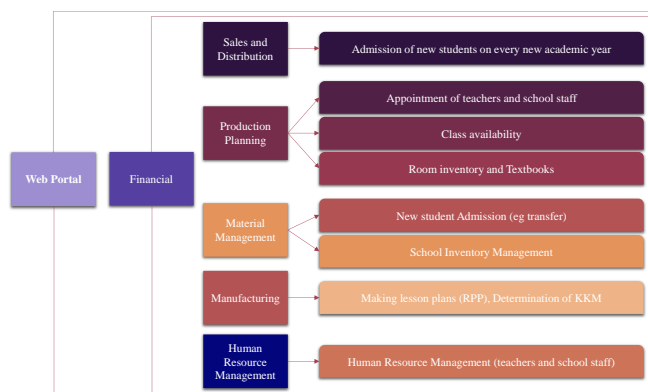 Web Portal
Financial
Sales and
Distribution
Admission of new students on every new academic year
Production
Planning
Appointment of teachers and school staff
Class availability
Room inventory and Textbooks
Material
Management
New student Admission (eg transfer)
School Inventory Management
Manufacturing
Making lesson plans (RPP), Determination of KKM
Human
Resource
Management
Human Resource Management (teachers and school staff)